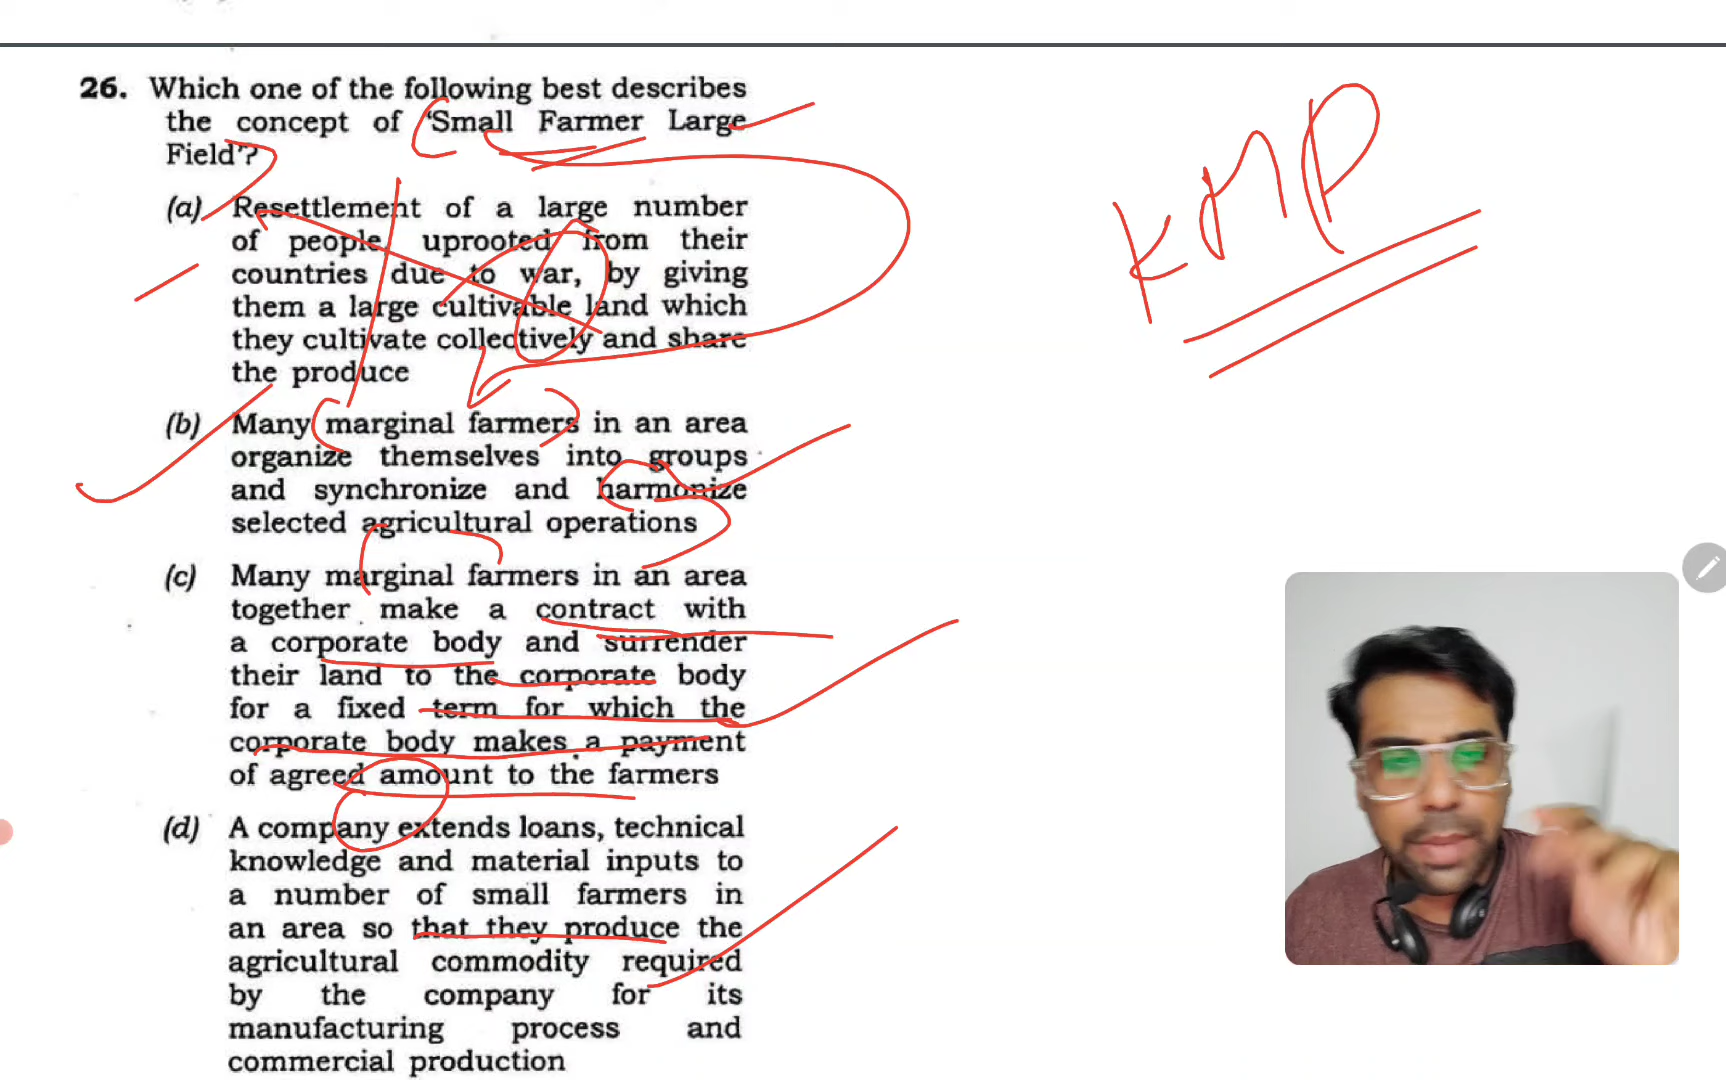 26. Which one of the following best describes
the concept of 'Small Farmer Large
Field'?
(a) Resettlement of a large number
of people uprooted from their
countries due to war, by giving
them a large cultivable land which
they cultivate collectively and share
the produce
(b) Many marginal farmers in an area
organize themselves into groups
and synchronize and harmonize
selected agricultural operations
(c) Many marginal farmers in an area
together make a contract with
a corporate body and surrender
their land to the corporate body
for a fixed term for which the
corporate body makes a payment
of agreed amount to the farmers
(d) A company extends loans, technical
knowledge and material inputs to
a number of small farmers in
an area so that they produce the
agricultural commodity required
by the company for its
manufacturing process and
commercial production
KMP